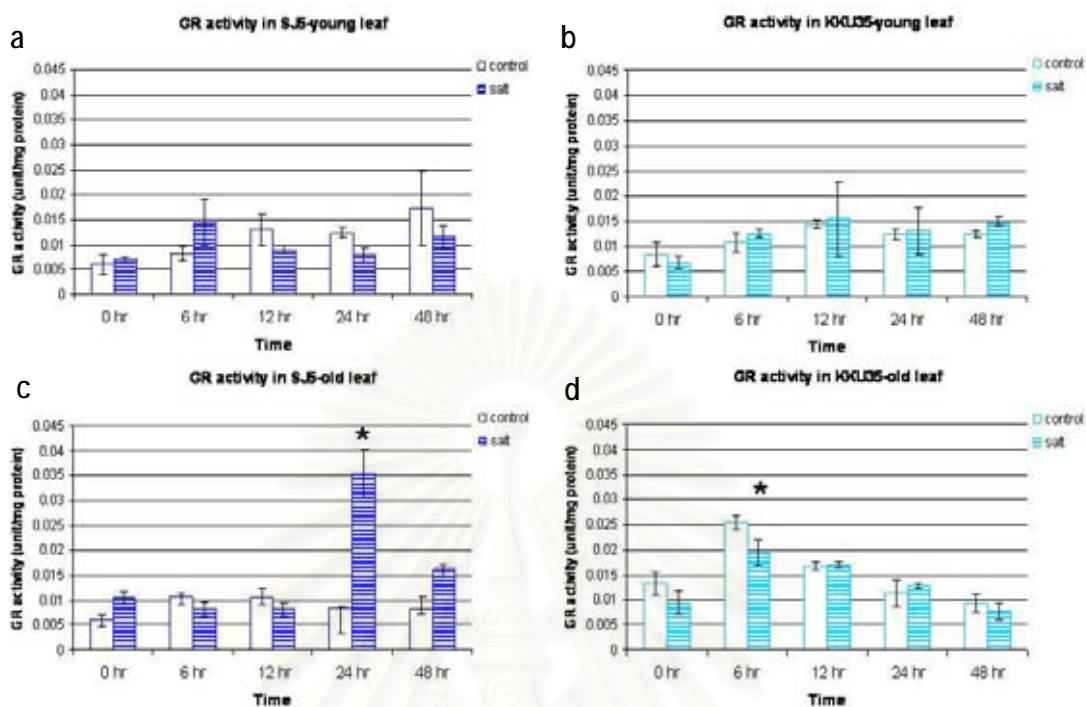 a
GR activity in SJ5-young leaf
GR activity (unit/mg protein)
0.045
0.04
0.035
0.03
0.025
0.02
0.015
0.01
0.005
0
0 hr 6 hr 12 hr 24 hr 48 hr
Time
control
salt
b
GR activity in KKU35-young leaf
GR activity (unit/mg protein)
0.045
0.04
0.035
0.03
0.025
0.02
0.015
0.01
0.005
0
0 hr 6 hr 12 hr 24 hr 48 hr
Time
control
salt
c
GR activity in SJ5-old leaf
GR activity (unit/mg protein)
0.045
0.04
0.035
0.03
0.025
0.02
0.015
0.01
0.005
0
★
0 hr 6 hr 12 hr 24 hr 48 hr
Time
control
salt
d
GR activity in KKU35-old leaf
GR activity (unit/mg protein)
0.045
0.04
0.035
0.03
0.025
0.02
0.015
0.01
0.005
0
★
0 hr 6 hr 12 hr 24 hr 48 hr
Time
control
salt